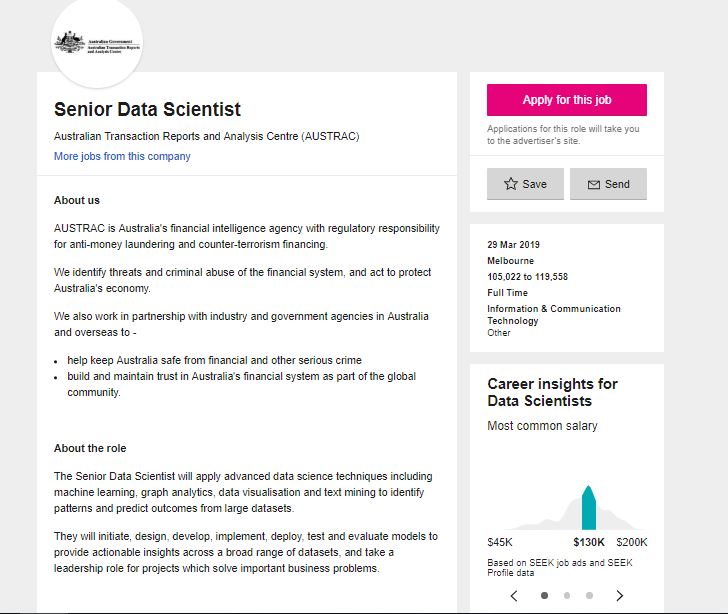 Australian Government
Australian Transaction Reports
and Analysis Centre
Senior Data Scientist
Australian Transaction Reports and Analysis Centre (AUSTRAC)
More jobs from this company
About us
AUSTRAC is Australia's financial intelligence agency with regulatory responsibility
for anti-money laundering and counter-terrorism financing.
We identify threats and criminal abuse of the financial system, and act to protect
Australia's economy.
We also work in partnership with industry and government agencies in Australia
and overseas to -
• help keep Australia safe from financial and other serious crime
• build and maintain trust in Australia's financial system as part of the global
community.
About the role
The Senior Data Scientist will apply advanced data science techniques including
machine learning, graph analytics, data visualisation and text mining to identify
patterns and predict outcomes from large datasets.
They will initiate, design, develop, implement, deploy, test and evaluate models to
provide actionable insights across a broad range of datasets, and take a
leadership role for projects which solve important business problems.
Apply for this job
Applications for this role will take you
to the advertiser's site.
Save
Send
29 Mar 2019
Melbourne
105,022 to 119,558
Full Time
Information & Communication
Technology
Other
Career insights for
Data Scientists
Most common salary
$45K $130K $200K
Based on SEEK job ads and SEEK
Profile data